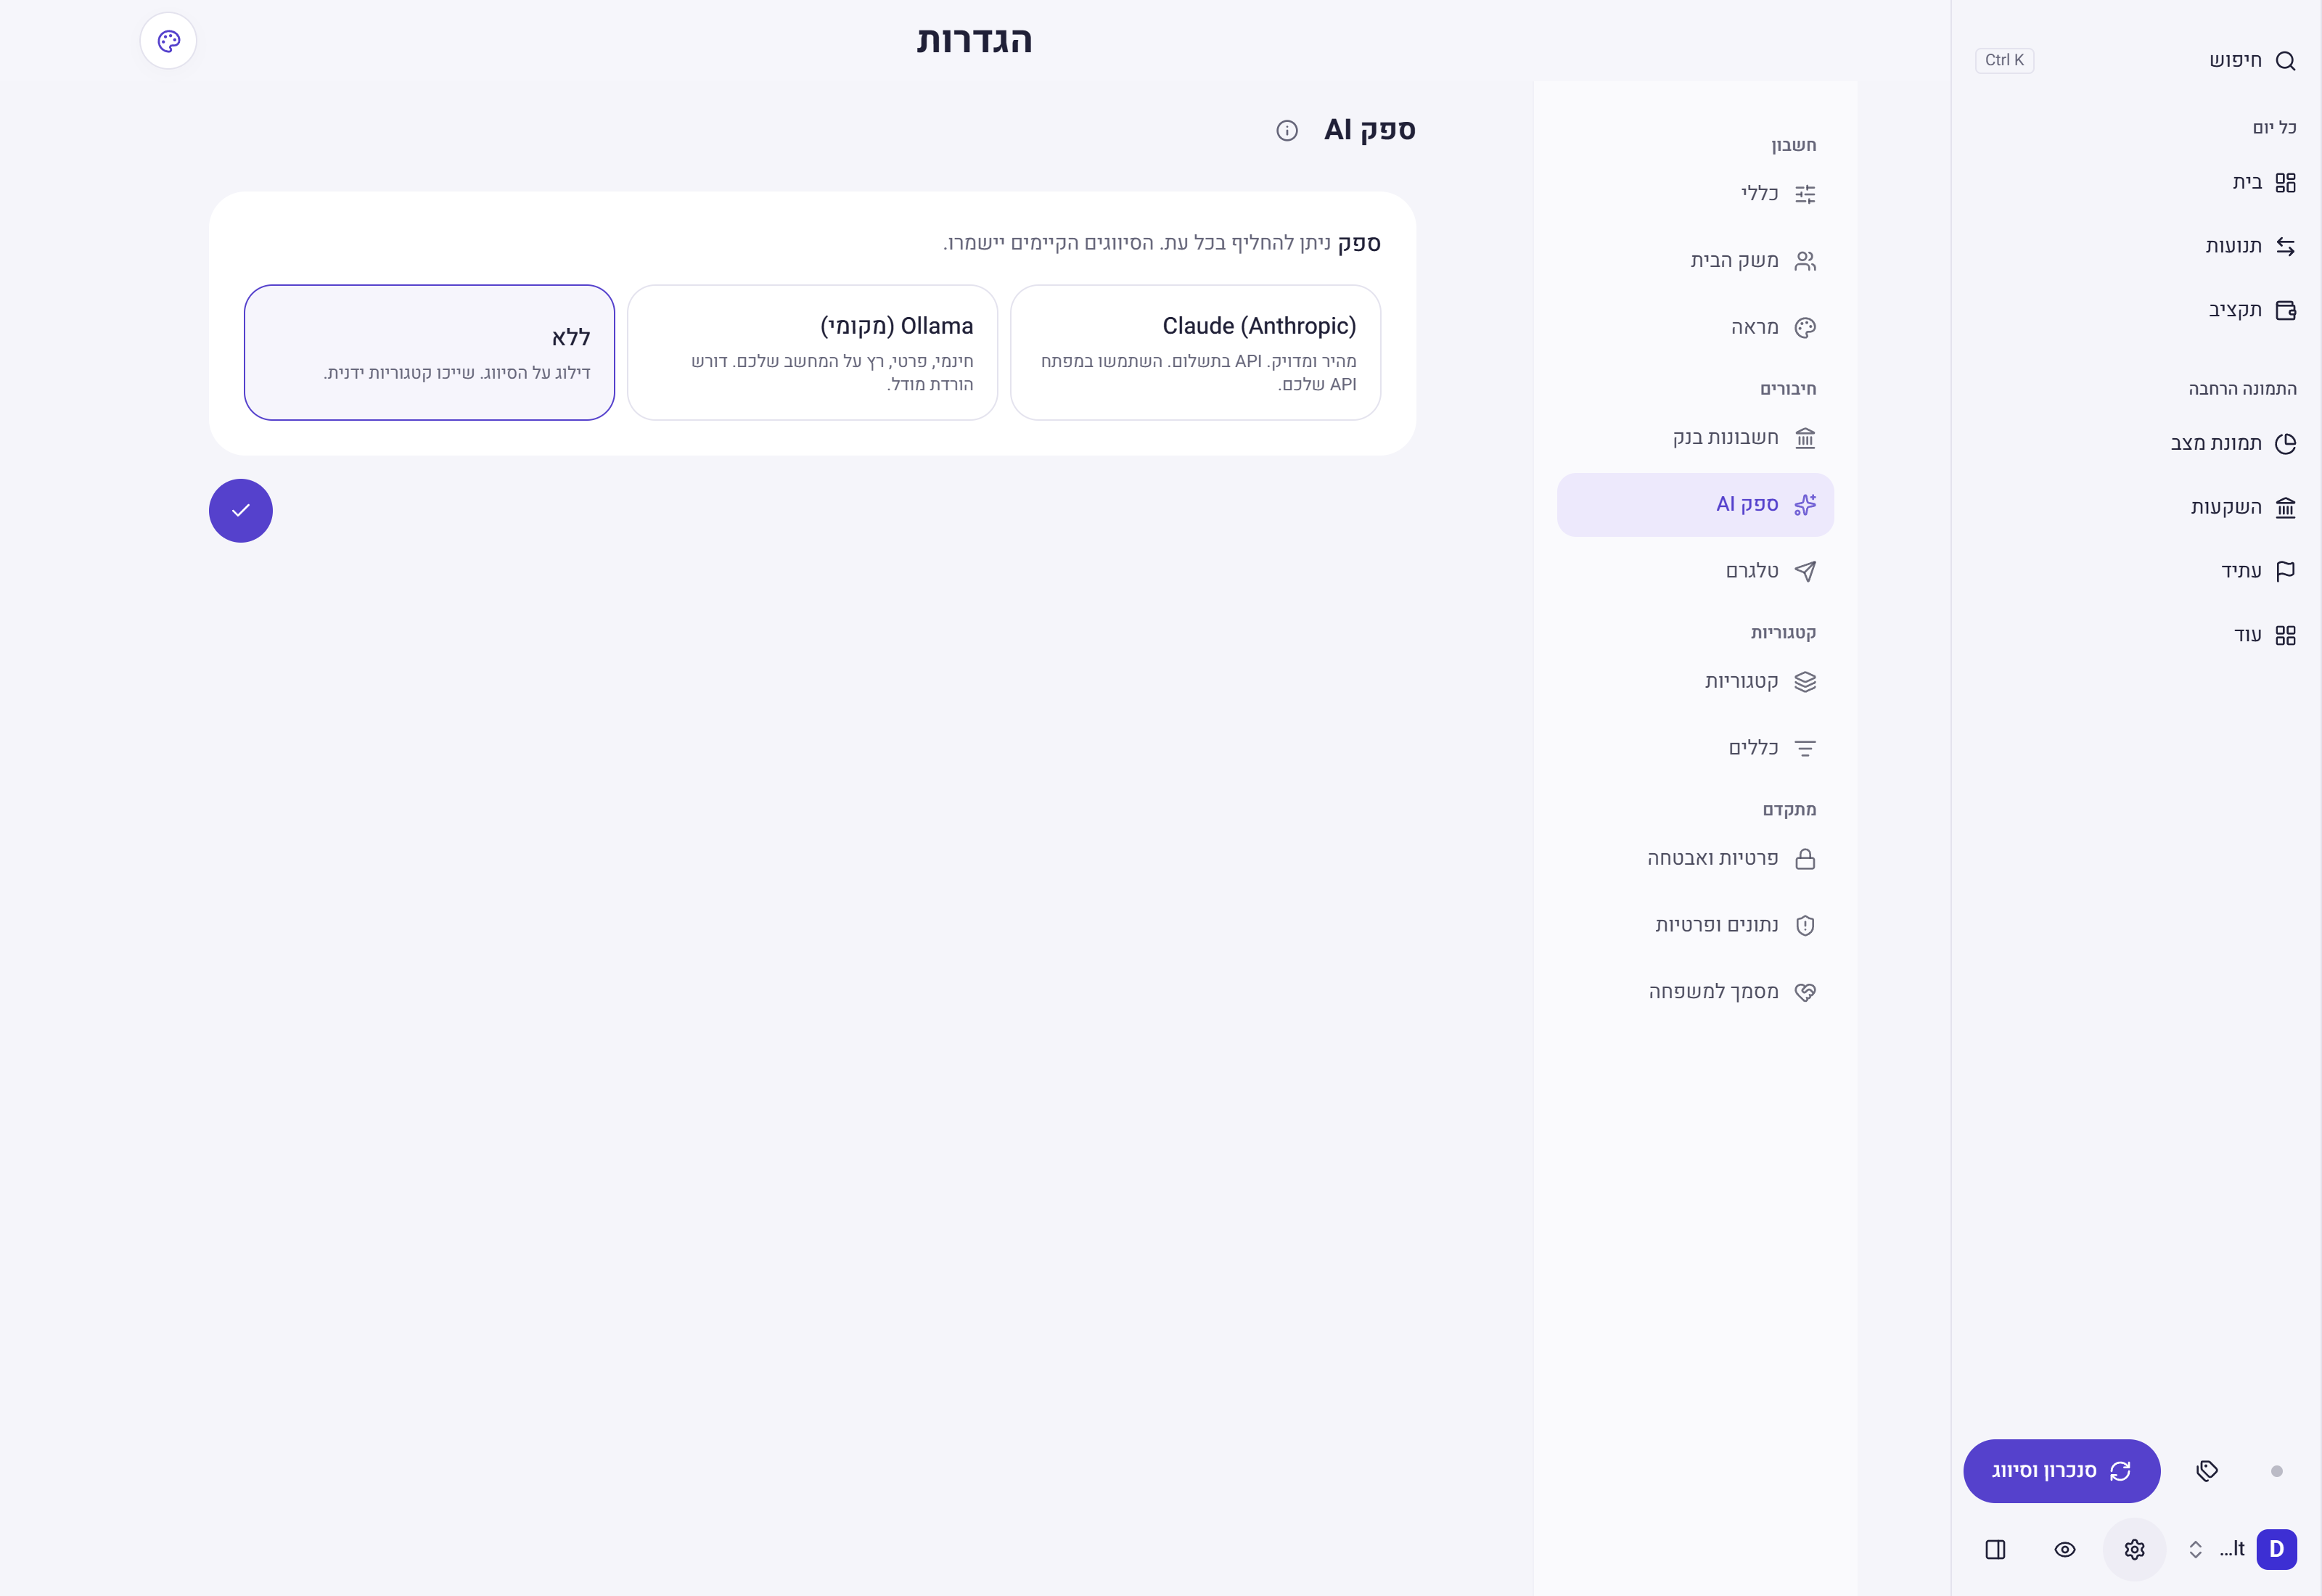 הגדרות
חיפוש
Ctrl K
כל יום
בית
תנועות
תקציב
התמונה הרחבה
תמונת מצב
השקעות
עתיד
עוד
סנכרון וסיווג
D
...lt
חשבון
כללי
משק הבית
מראה
חיבורים
חשבונות בנק
ספק AI
טלגרם
קטגוריות
קטגוריות
כללים
מתקדם
פרטיות ואבטחה
נתונים ופרטיות
מסמך למשפחה
ספק AI
ספק ניתן להחליף בכל עת. הסיווגים הקיימים יישמרו.
Claude (Anthropic)
מהיר ומדויק. API בתשלום. השתמשו במפתח
API שלכם.
Ollama (מקומי)
חינמי, פרטי, רץ על המחשב שלכם. דורש
הורדת מודל.
ללא
דילוג על הסיווג. שייכו קטגוריות ידנית.